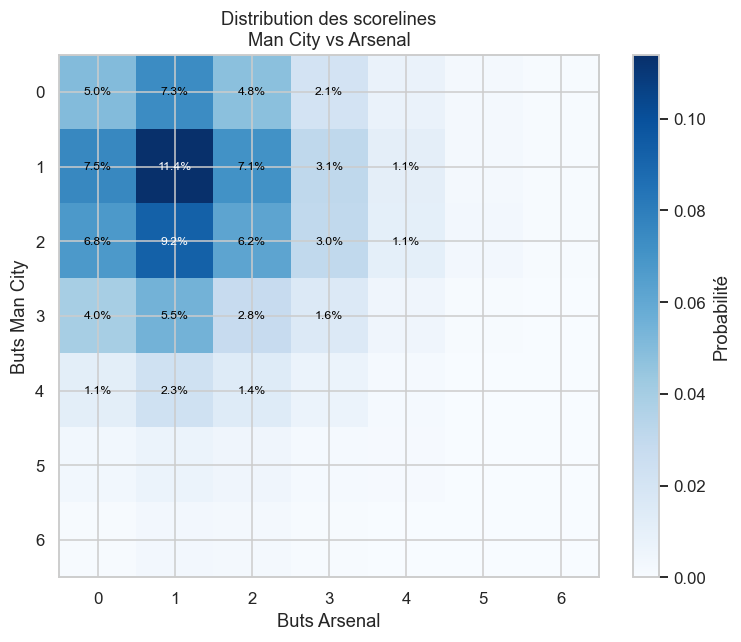 Distribution des scorelines
Man City vs Arsenal
0 5.0% 7.3% 4.8% 2.1%
1 7.5% 11.4% 7.1% 3.1% 1.1%
2 6.8% 9.2% 6.2% 3.0% 1.1%
3 4.0% 5.5% 2.8% 1.6%
4 1.1% 2.3% 1.4%
5
6
0 1 2 3 4 5 6
Buts Arsenal
Buts Man City
0.10
0.08
0.06
0.04
0.02
0.00
Probabilité